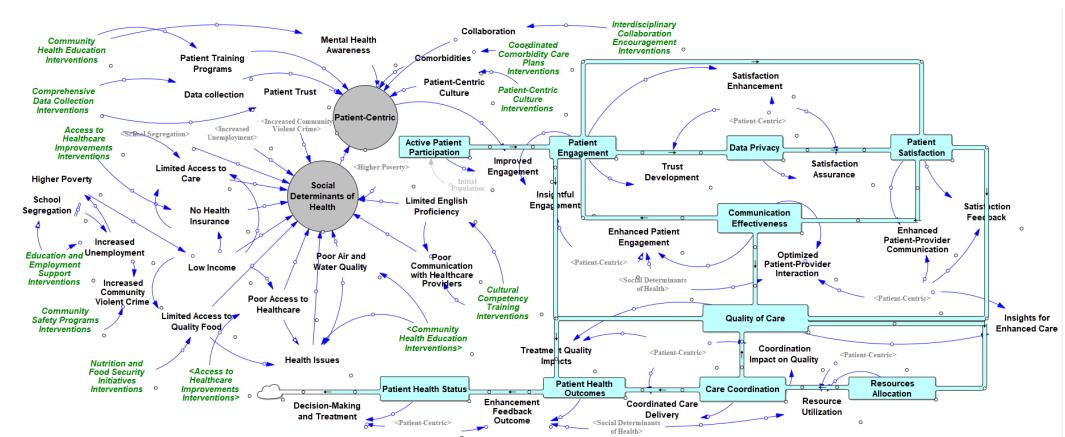 Community
Health Education
Interventions
Mental Health
Awareness
Collaboration
Interdisciplinary
Collaboration
Encouragement Interventions
Patient Training
Programs
Comorbidities
Coordinated
Comorbidity Care
Plans
Interventions
Comprehensive
Data Collection
Interventions
Data collection
Patient Trust
Patient-Centric
Culture
Patient-Centric
Culture
Interventions
Satisfaction
Enhancement
Patient-Centric
<School Segregation>
<Increased
Unemployment>
<Increased Community
Violent Crime>
<Patient-Centric>
Access to
Healthcare
Improvements
Interventions
Active Patient
Participation
Patient
Engagement
Data Privacy
Patient
Satisfaction
<Higher Poverty>
Improved
Engagement
Trust
Development
Satisfaction
Assurance
Limited Access to
Care
Higher Poverty
Social
Determinants of
Health
Initial
Population
School
Segregation
No Health
Insurance
Limited English
Proficiency
Insightful
Engagement
Communication
Effectiveness
Satisfaction
Feedback
Enhanced Patient
Engagement
Enhanced
Patient-Provider
Communication
Increased
Unemployment
Education and
Employment
Support
Interventions
Low Income
Poor Air and
Water Quality
Poor
Communication
with Healthcare
Providers
<Patient-Centric>
Optimized
Patient-Provider
Interaction
<Social Determinants
of Health>
Increased
Community
Violent Crime
Poor Access to
Healthcare
Cultural
Competency
Training
Interventions
<Patient-Centric>
Community
Safety Programs
Interventions
Limited Access to
Quality Food
Quality of Care
Insights for
Enhanced Care
<Community
Health Education
Interventions>
Health Issues
Treatment Quality
Impacts
<Patient-Centric>
Coordination
Impact on Quality
<Patient-Centric>
Nutrition and
Food Security
Initiatives
Interventions
<Access to
Healthcare
Improvements
Interventions>
Patient Health Status
Patient Health
Outcomes
Care Coordination
Resources
Allocation
Decision-Making
and Treatment
<Patient-Centric>
Enhancement
Feedback
Outcome
Coordinated Care
Delivery
<Social Determinants
of Health>
Resource
Utilization